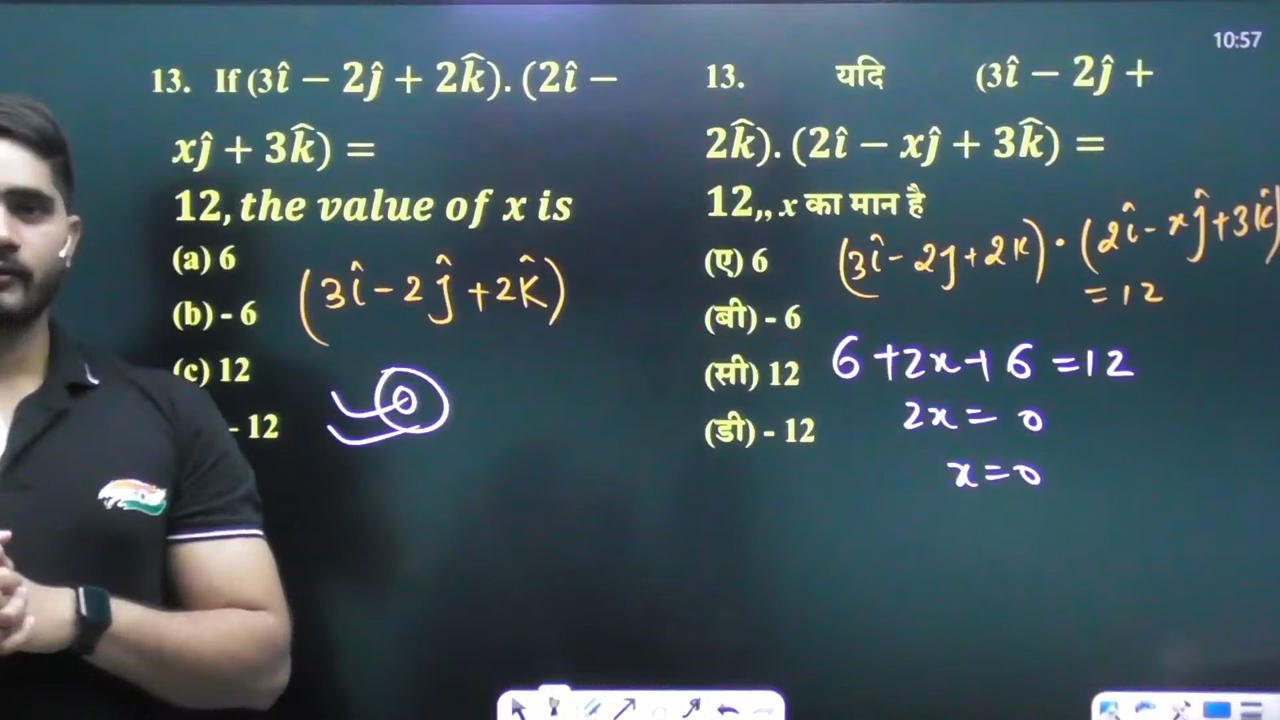 10:57
13. If (3î − 2ĵ + 2k̂). (2î −
xĵ + 3k̂) =
12, the value of x is
(a) 6
(b) - 6
(c) 12
- 12
(3î - 2ĵ + 2k̂)
13. यदि (3î − 2ĵ +
2k̂). (2î − xĵ + 3k̂) =
12,, x का मान है
(ए) 6
(बी) - 6
(सी) 12
(डी) - 12
(3î - 2j + 2k) · (2î - xĵ + 3k̂)
= 12
6 + 2x + 6 = 12
2x = 0
x = 0